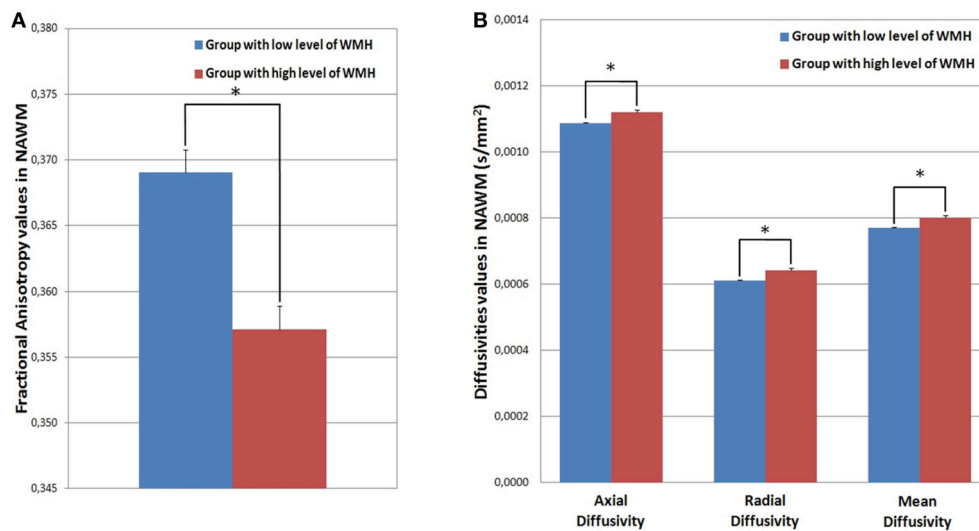 A
Fractional Anisotropy values in NAWM
0,380
0,375
0,370
0,365
0,360
0,355
0,350
0,345
Group with low level of WMH
Group with high level of WMH
*
B
Diffusivities values in NAWM (s/mm²)
0,0014
0,0012
0,0010
0,0008
0,0006
0,0004
0,0002
0,0000
Group with low level of WMH
Group with high level of WMH
*
*
*
Axial
Diffusivity
Radial
Diffusivity
Mean
Diffusivity